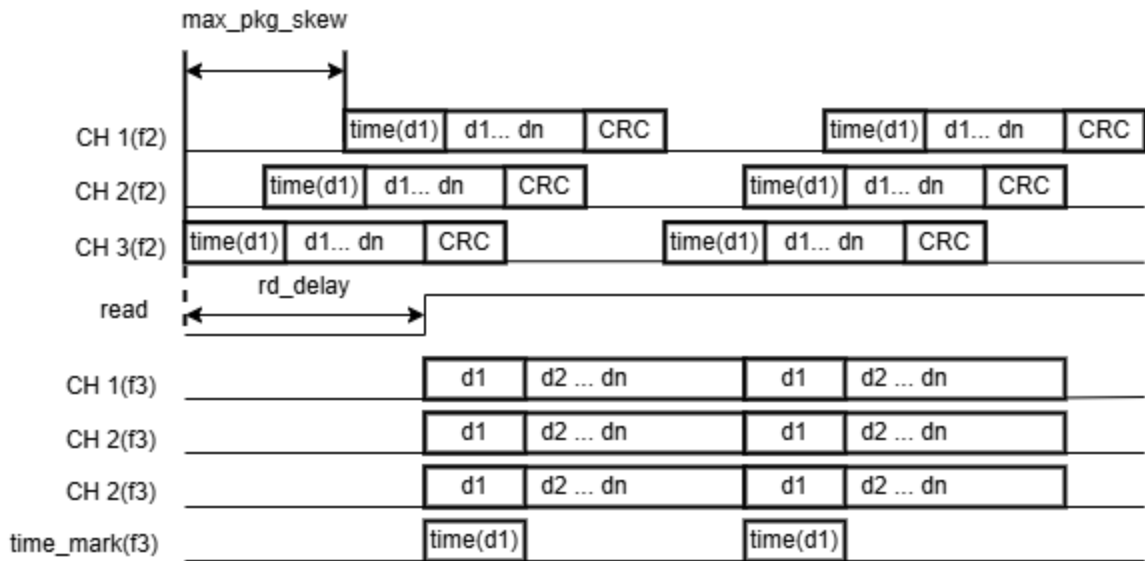 max_pkg_skew
CH 1(f2) time(d1) d1... dn CRC time(d1) d1... dn CRC
CH 2(f2) time(d1) d1... dn CRC time(d1) d1... dn CRC
CH 3(f2) time(d1) d1... dn CRC time(d1) d1... dn CRC
rd_delay
read
CH 1(f3) d1 d2 ... dn d1 d2 ... dn
CH 2(f3) d1 d2 ... dn d1 d2 ... dn
CH 2(f3) d1 d2 ... dn d1 d2 ... dn
time_mark(f3) time(d1) time(d1)